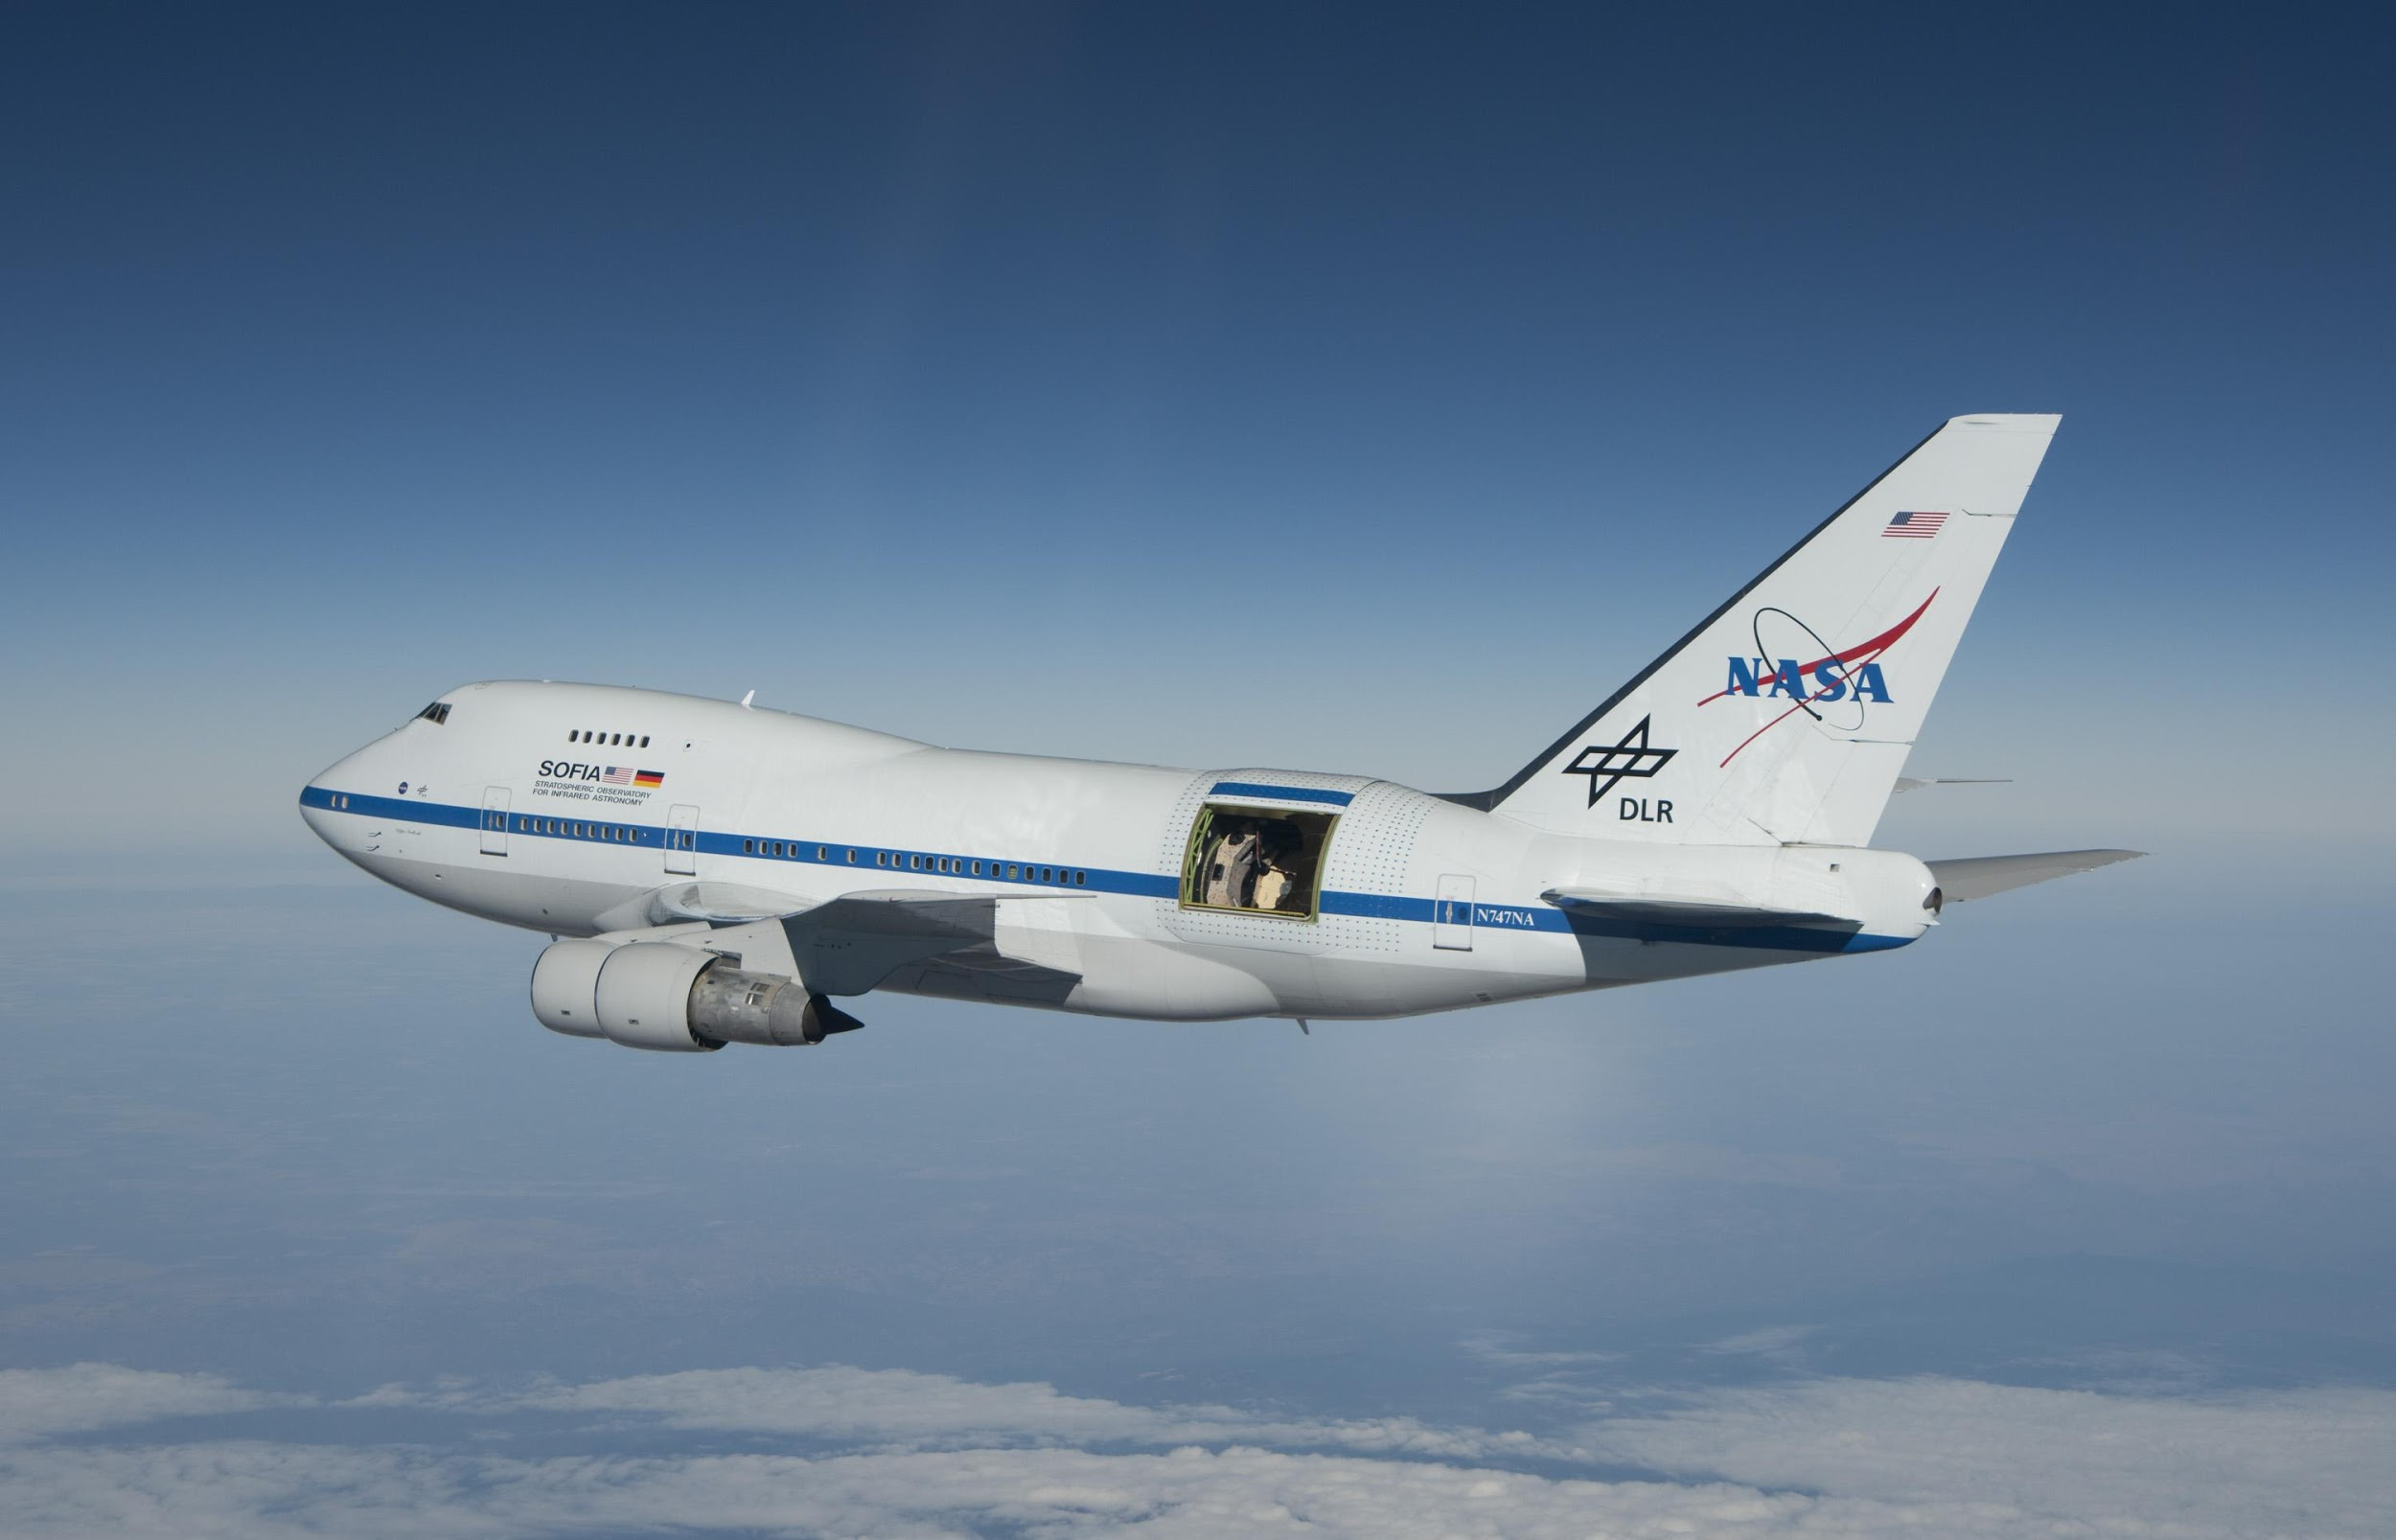 NASA
DLR
SOFIA
STRATOSPHERIC OBSERVATORY
FOR INFRARED ASTRONOMY
N747NA